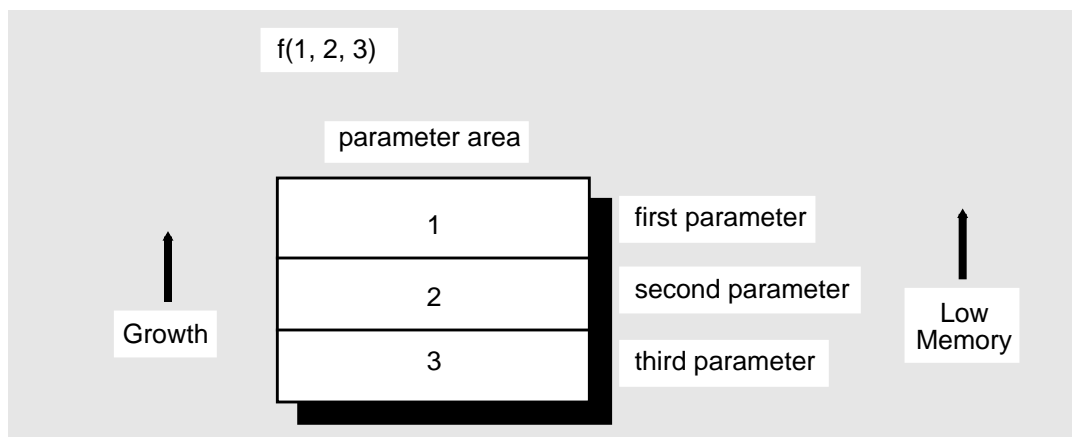 f(1, 2, 3)
parameter area
1
first parameter
2
second parameter
3
third parameter
Growth
Low
Memory